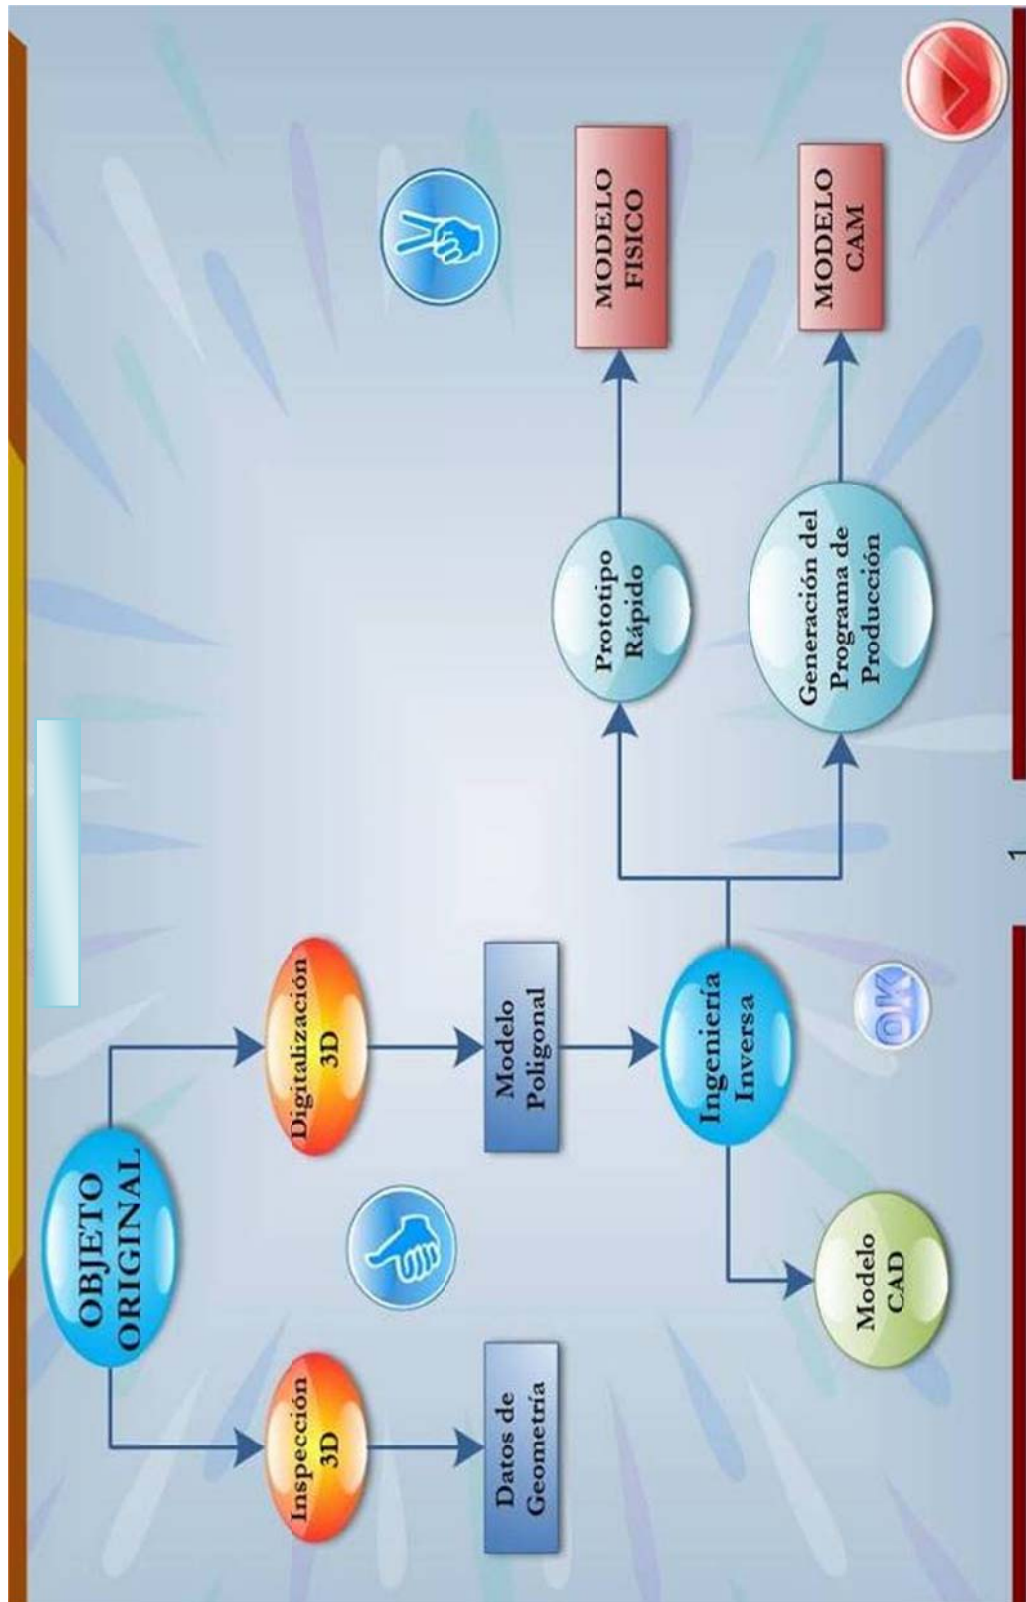 OBJETO
ORIGINAL
Inspección
3D
Digitalización
3D
Datos de
Geometría
Modelo
Poligonal
Ingeniería
Inversa
Modelo
CAD
Prototipo
Rápido
MODELO
FISICO
Generación del
Programa de
Producción
MODELO
CAM
OK
1